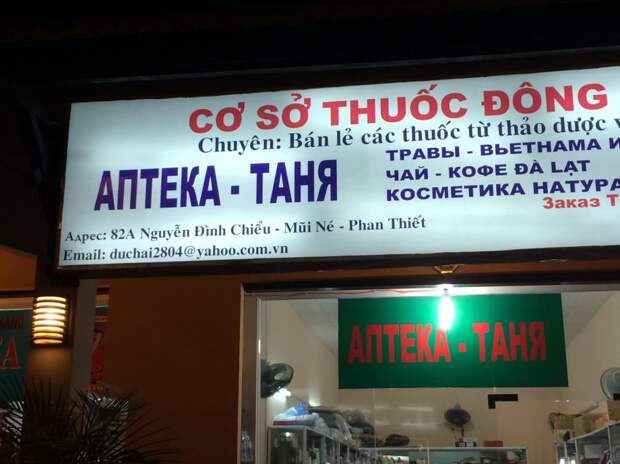 CƠ SỞ THUỐC ĐÔNG
Chuyên: Bán lẻ các thuốc từ thảo dược
АПТЕКА - ТАНЯ
ТРАВЫ - ВЬЕТНАМА И
ЧАЙ - КОФЕ ĐÀ LẠT
КОСМЕТИКА НАТУРА
Заказ Т
Адрес: 82A Nguyễn Đình Chiểu - Mũi Né - Phan Thiết
Email: duchai2804@yahoo.com.vn
АПТЕКА - ТАНЯ